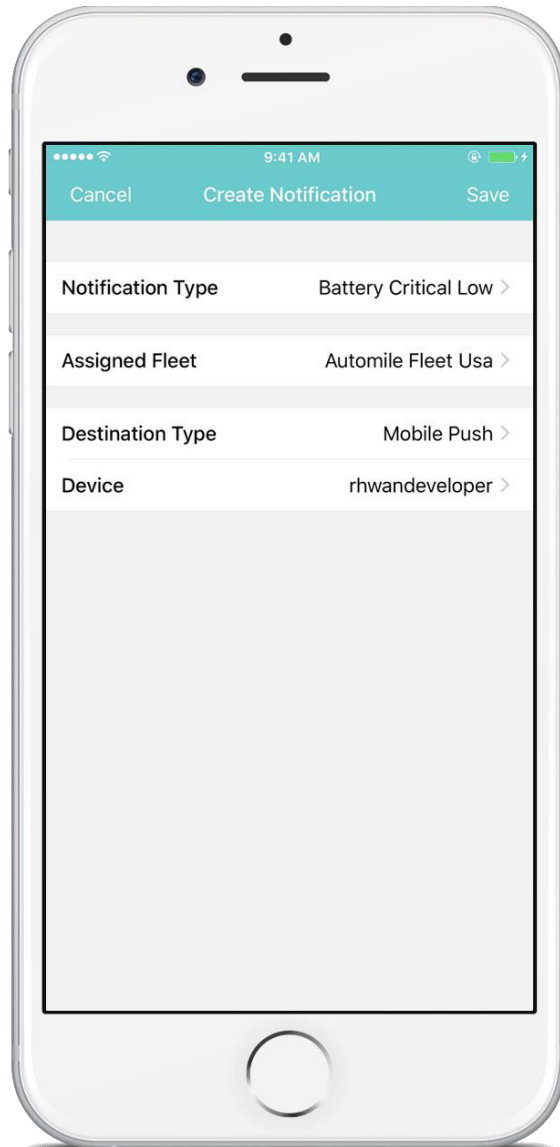 9:41 AM
Cancel Create Notification Save
Notification Type Battery Critical Low
Assigned Fleet Automile Fleet Usa
Destination Type Mobile Push
Device rhwandeveloper